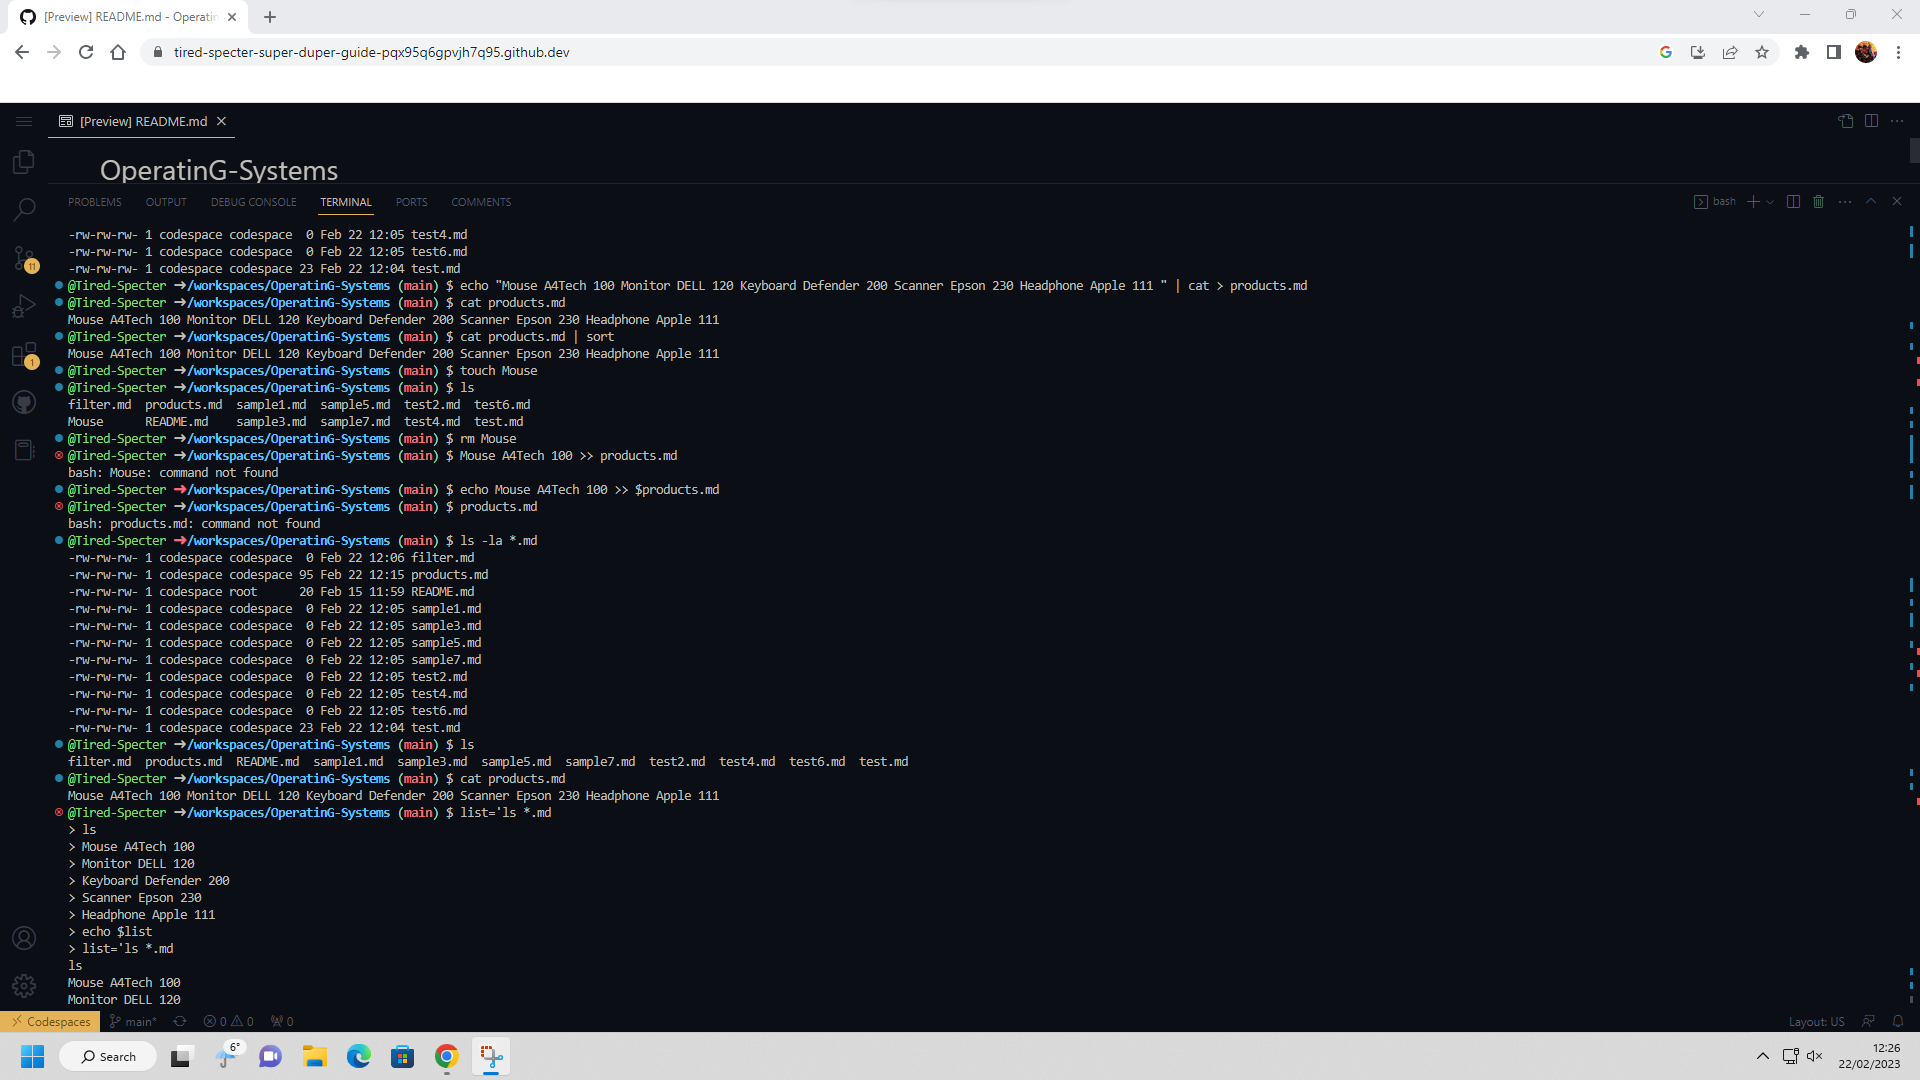 [Preview] README.md - Operatin
tired-specter-super-duper-guide-pqx95q6gpvjh7q95.github.dev
[Preview] README.md
OperatinG-Systems
PROBLEMS OUTPUT DEBUG CONSOLE TERMINAL PORTS COMMENTS bash
-rw-rw-rw- 1 codespace codespace  0 Feb 22 12:05 test4.md
-rw-rw-rw- 1 codespace codespace  0 Feb 22 12:05 test6.md
-rw-rw-rw- 1 codespace codespace 23 Feb 22 12:04 test.md
@Tired-Specter ➜/workspaces/OperatinG-Systems (main) $ echo "Mouse A4Tech 100 Monitor DELL 120 Keyboard Defender 200 Scanner Epson 230 Headphone Apple 111 " | cat > products.md
@Tired-Specter ➜/workspaces/OperatinG-Systems (main) $ cat products.md
Mouse A4Tech 100 Monitor DELL 120 Keyboard Defender 200 Scanner Epson 230 Headphone Apple 111
@Tired-Specter ➜/workspaces/OperatinG-Systems (main) $ cat products.md | sort
Mouse A4Tech 100 Monitor DELL 120 Keyboard Defender 200 Scanner Epson 230 Headphone Apple 111
@Tired-Specter ➜/workspaces/OperatinG-Systems (main) $ touch Mouse
@Tired-Specter ➜/workspaces/OperatinG-Systems (main) $ ls
filter.md  products.md  sample1.md  sample5.md  test2.md  test6.md
Mouse      README.md    sample3.md  sample7.md  test4.md  test.md
@Tired-Specter ➜/workspaces/OperatinG-Systems (main) $ rm Mouse
@Tired-Specter ➜/workspaces/OperatinG-Systems (main) $ Mouse A4Tech 100 >> products.md
bash: Mouse: command not found
@Tired-Specter ➜/workspaces/OperatinG-Systems (main) $ echo Mouse A4Tech 100 >> $products.md
@Tired-Specter ➜/workspaces/OperatinG-Systems (main) $ products.md
bash: products.md: command not found
@Tired-Specter ➜/workspaces/OperatinG-Systems (main) $ ls -la *.md
-rw-rw-rw- 1 codespace codespace  0 Feb 22 12:06 filter.md
-rw-rw-rw- 1 codespace codespace 95 Feb 22 12:15 products.md
-rw-rw-rw- 1 codespace root      20 Feb 15 11:59 README.md
-rw-rw-rw- 1 codespace codespace  0 Feb 22 12:05 sample1.md
-rw-rw-rw- 1 codespace codespace  0 Feb 22 12:05 sample3.md
-rw-rw-rw- 1 codespace codespace  0 Feb 22 12:05 sample5.md
-rw-rw-rw- 1 codespace codespace  0 Feb 22 12:05 sample7.md
-rw-rw-rw- 1 codespace codespace  0 Feb 22 12:05 test2.md
-rw-rw-rw- 1 codespace codespace  0 Feb 22 12:05 test4.md
-rw-rw-rw- 1 codespace codespace  0 Feb 22 12:05 test6.md
-rw-rw-rw- 1 codespace codespace 23 Feb 22 12:04 test.md
@Tired-Specter ➜/workspaces/OperatinG-Systems (main) $ ls
filter.md  products.md  README.md  sample1.md  sample3.md  sample5.md  sample7.md  test2.md  test4.md  test6.md  test.md
@Tired-Specter ➜/workspaces/OperatinG-Systems (main) $ cat products.md
Mouse A4Tech 100 Monitor DELL 120 Keyboard Defender 200 Scanner Epson 230 Headphone Apple 111
@Tired-Specter ➜/workspaces/OperatinG-Systems (main) $ list='ls *.md
> ls
> Mouse A4Tech 100
> Monitor DELL 120
> Keyboard Defender 200
> Scanner Epson 230
> Headphone Apple 111
> echo $list
> list='ls *.md
ls
Mouse A4Tech 100
Monitor DELL 120
11
1
Codespaces main* 0 0 0 Layout: US
Search 6° 12:26
22/02/2023